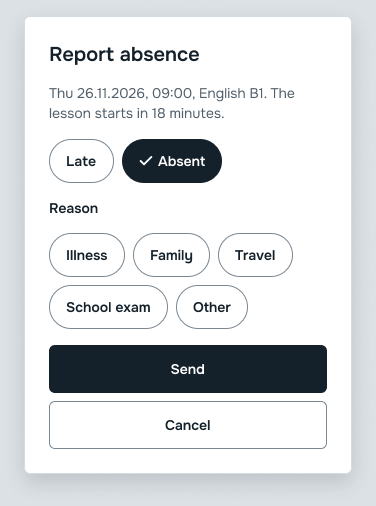 Report absence
Thu 26.11.2026, 09:00, English B1. The
lesson starts in 18 minutes.
Late
Absent
Reason
Illness
Family
Travel
School exam
Other
Send
Cancel